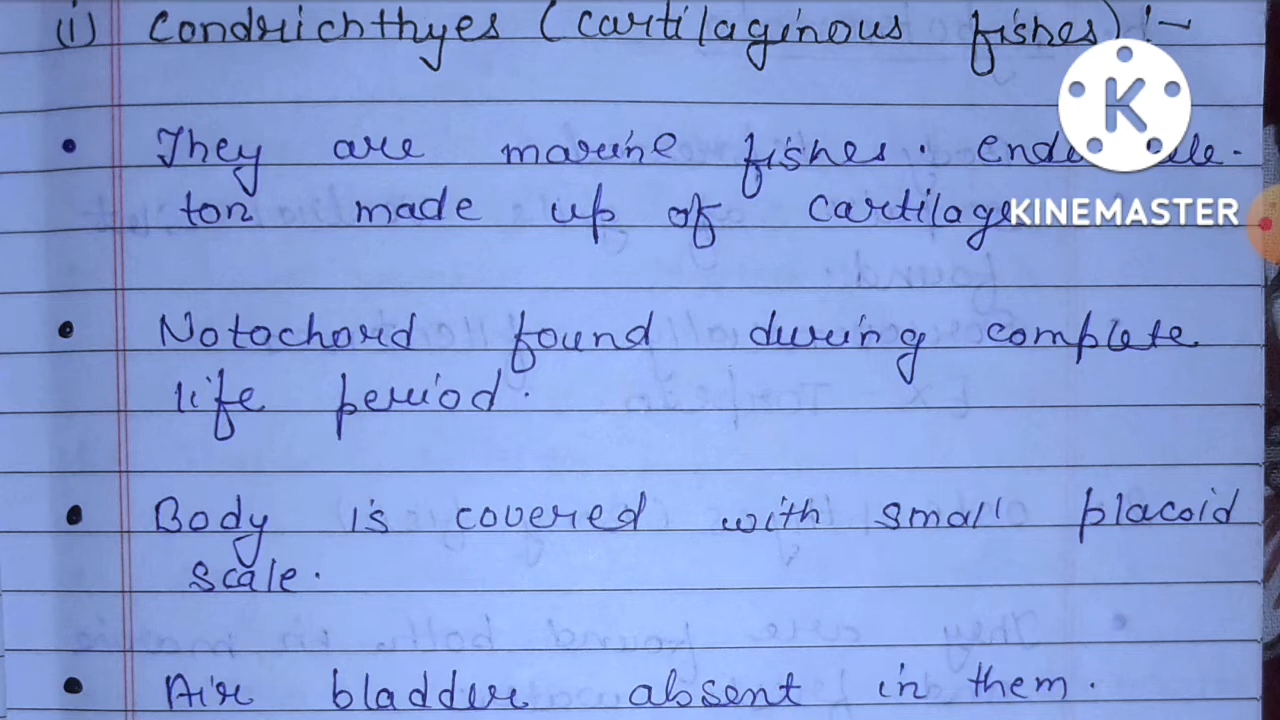 (i) Condrichthyes (cartilaginous fishes) :-
K
• They are marine fishes. endo
ton made up of cartilage
KINEMASTER
• Notochord found during complete
life period.
• Body is covered with small placoid
scale.
• Air bladder absent in them.